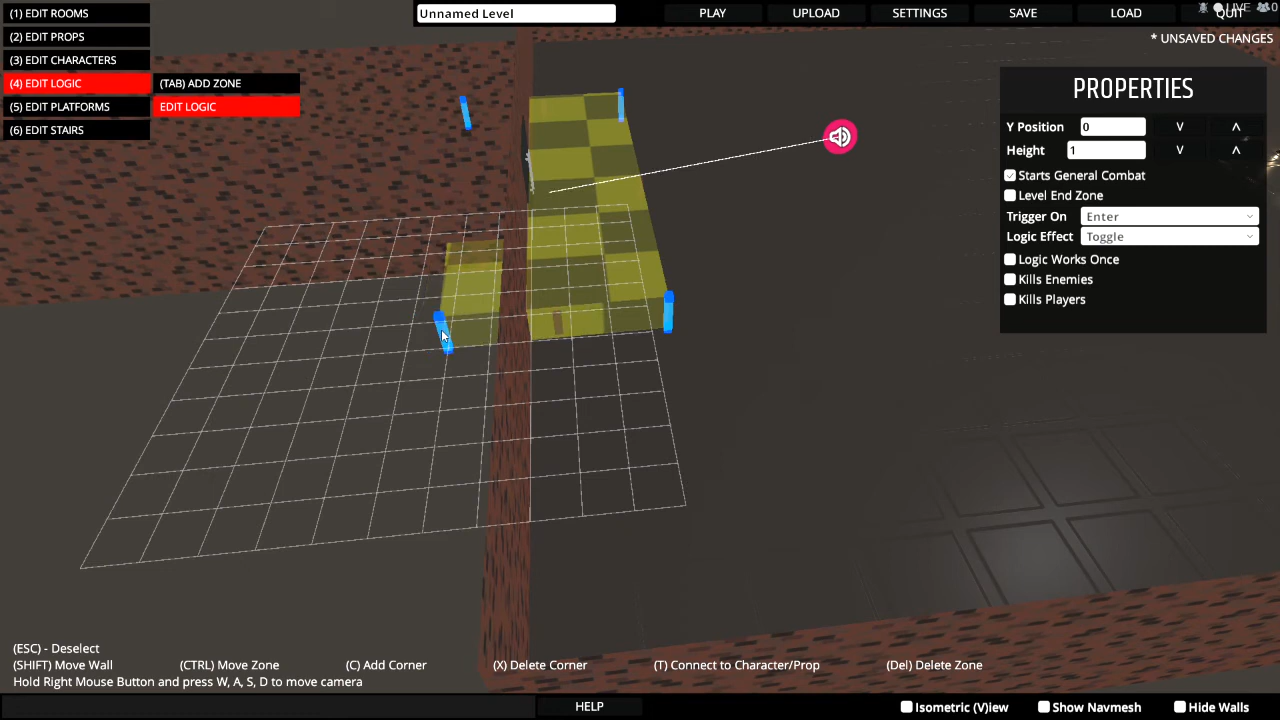 (1) EDIT ROOMS
(2) EDIT PROPS
(3) EDIT CHARACTERS
(4) EDIT LOGIC
(TAB) ADD ZONE
(5) EDIT PLATFORMS
EDIT LOGIC
(6) EDIT STAIRS
Unnamed Level
PLAY
UPLOAD
SETTINGS
SAVE
LOAD
QUIT
* UNSAVED CHANGES
PROPERTIES
Y Position 0 V ʌ
Height 1 V ʌ
Starts General Combat
Level End Zone
Trigger On Enter
Logic Effect Toggle
Logic Works Once
Kills Enemies
Kills Players
(ESC) - Deselect
(SHIFT) Move Wall (CTRL) Move Zone (C) Add Corner (X) Delete Corner (T) Connect to Character/Prop (Del) Delete Zone
Hold Right Mouse Button and press W, A, S, D to move camera
HELP
Isometric (V)iew
Show Navmesh
Hide Walls